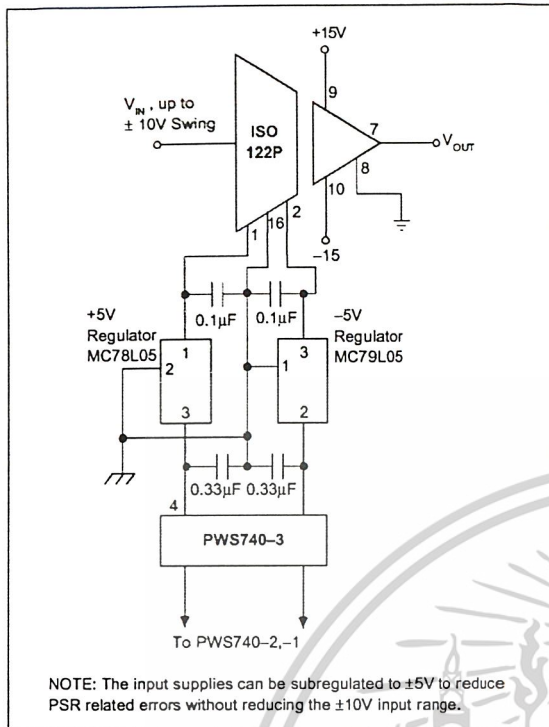 +15V
9
V_IN, up to
± 10V Swing
ISO
122P
7
V_OUT
8
10
–15
1
16
2
+5V
Regulator
MC78L05
0.1µF
0.1µF
–5V
Regulator
MC79L05
1
2
3
3
1
2
0.33µF
0.33µF
4
PWS740–3
To PWS740–2,–1
NOTE: The input supplies can be subregulated to ±5V to reduce
PSR related errors without reducing the ±10V input range.